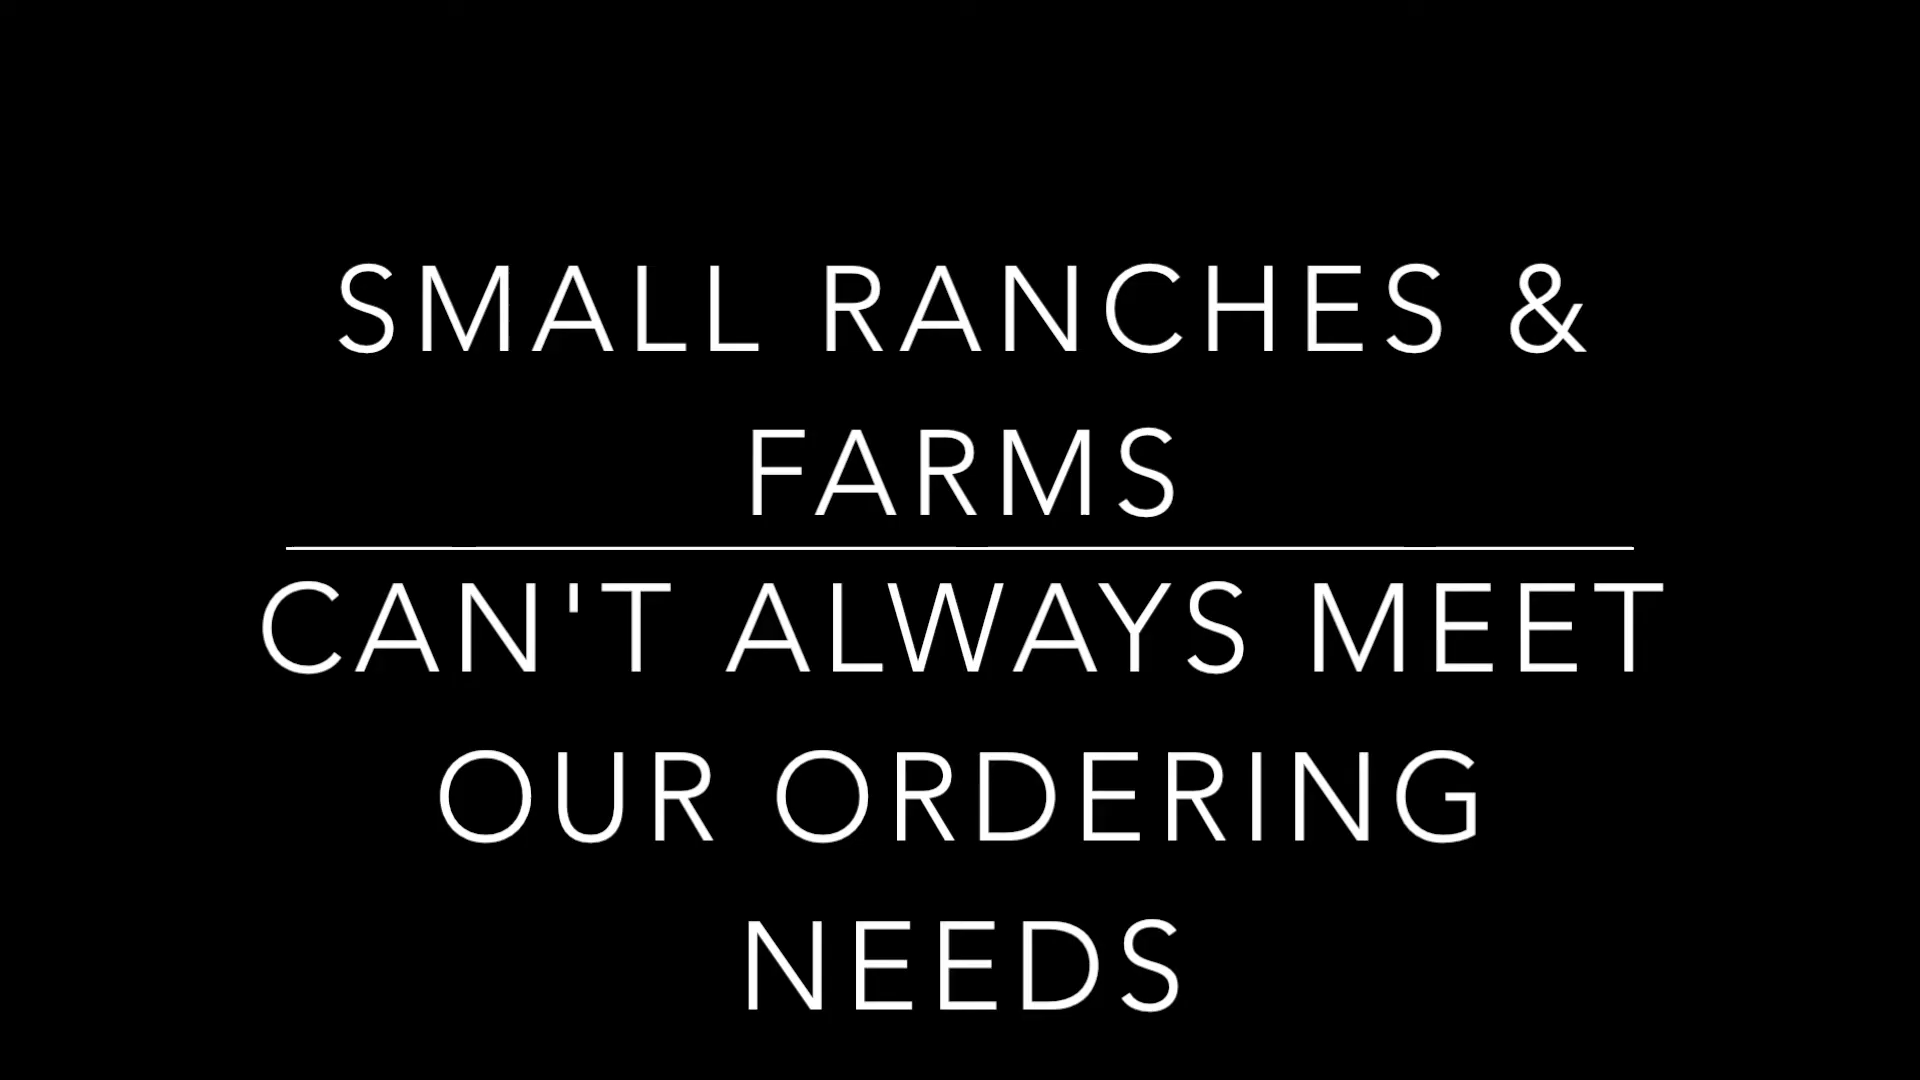 SMALL RANCHES &
FARMS
CAN'T ALWAYS MEET
OUR ORDERING
NEEDS